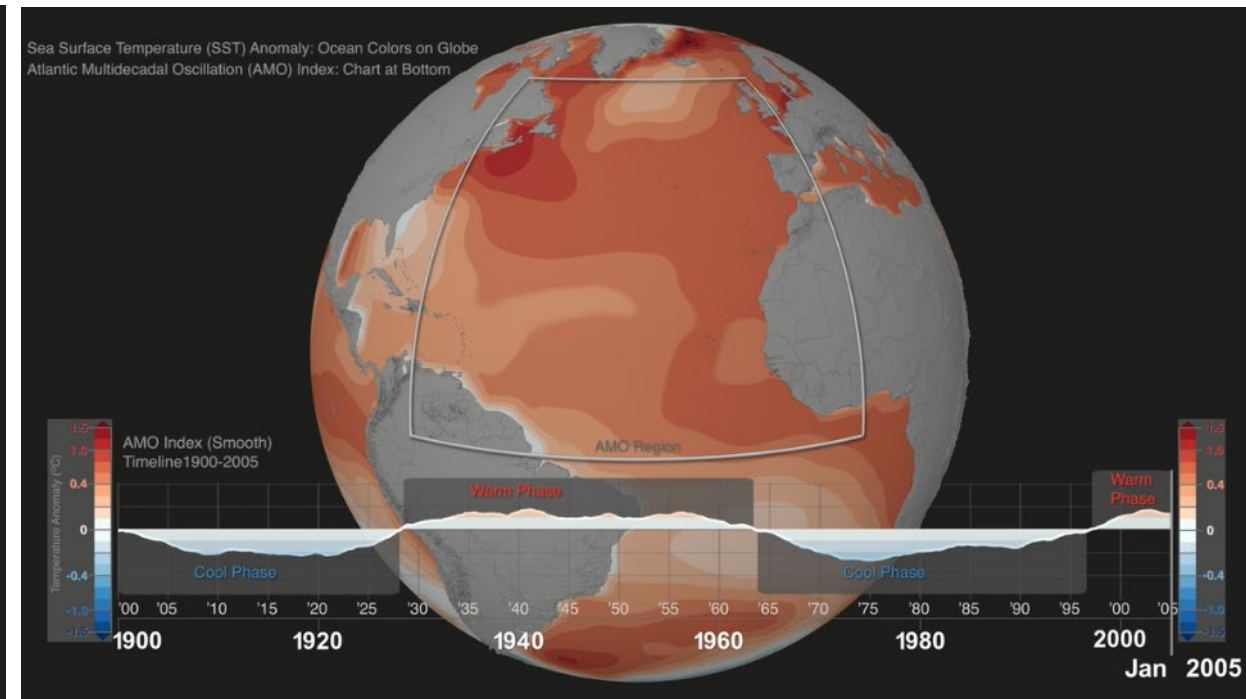 Sea Surface Temperature (SST) Anomaly: Ocean Colors on Globe
Atlantic Multidecadal Oscillation (AMO) Index: Chart at Bottom
AMO Region
AMO Index (Smooth)
Timeline1900-2005
Temperature Anomaly (°C)
1.5
1.0
0.4
0
-0.4
-1.0
-1.5
Warm Phase
Cool Phase
Cool Phase
Warm
Phase
1.5
1.0
0.4
0
-0.4
-1.0
-1.5
'00 '05 '10 '15 '20 '25 '30 '35 '40 '45 '50 '55 '60 '65 '70 '75 '80 '85 '90 '95 '00 '05
1900 1920 1940 1960 1980 2000
Jan 2005